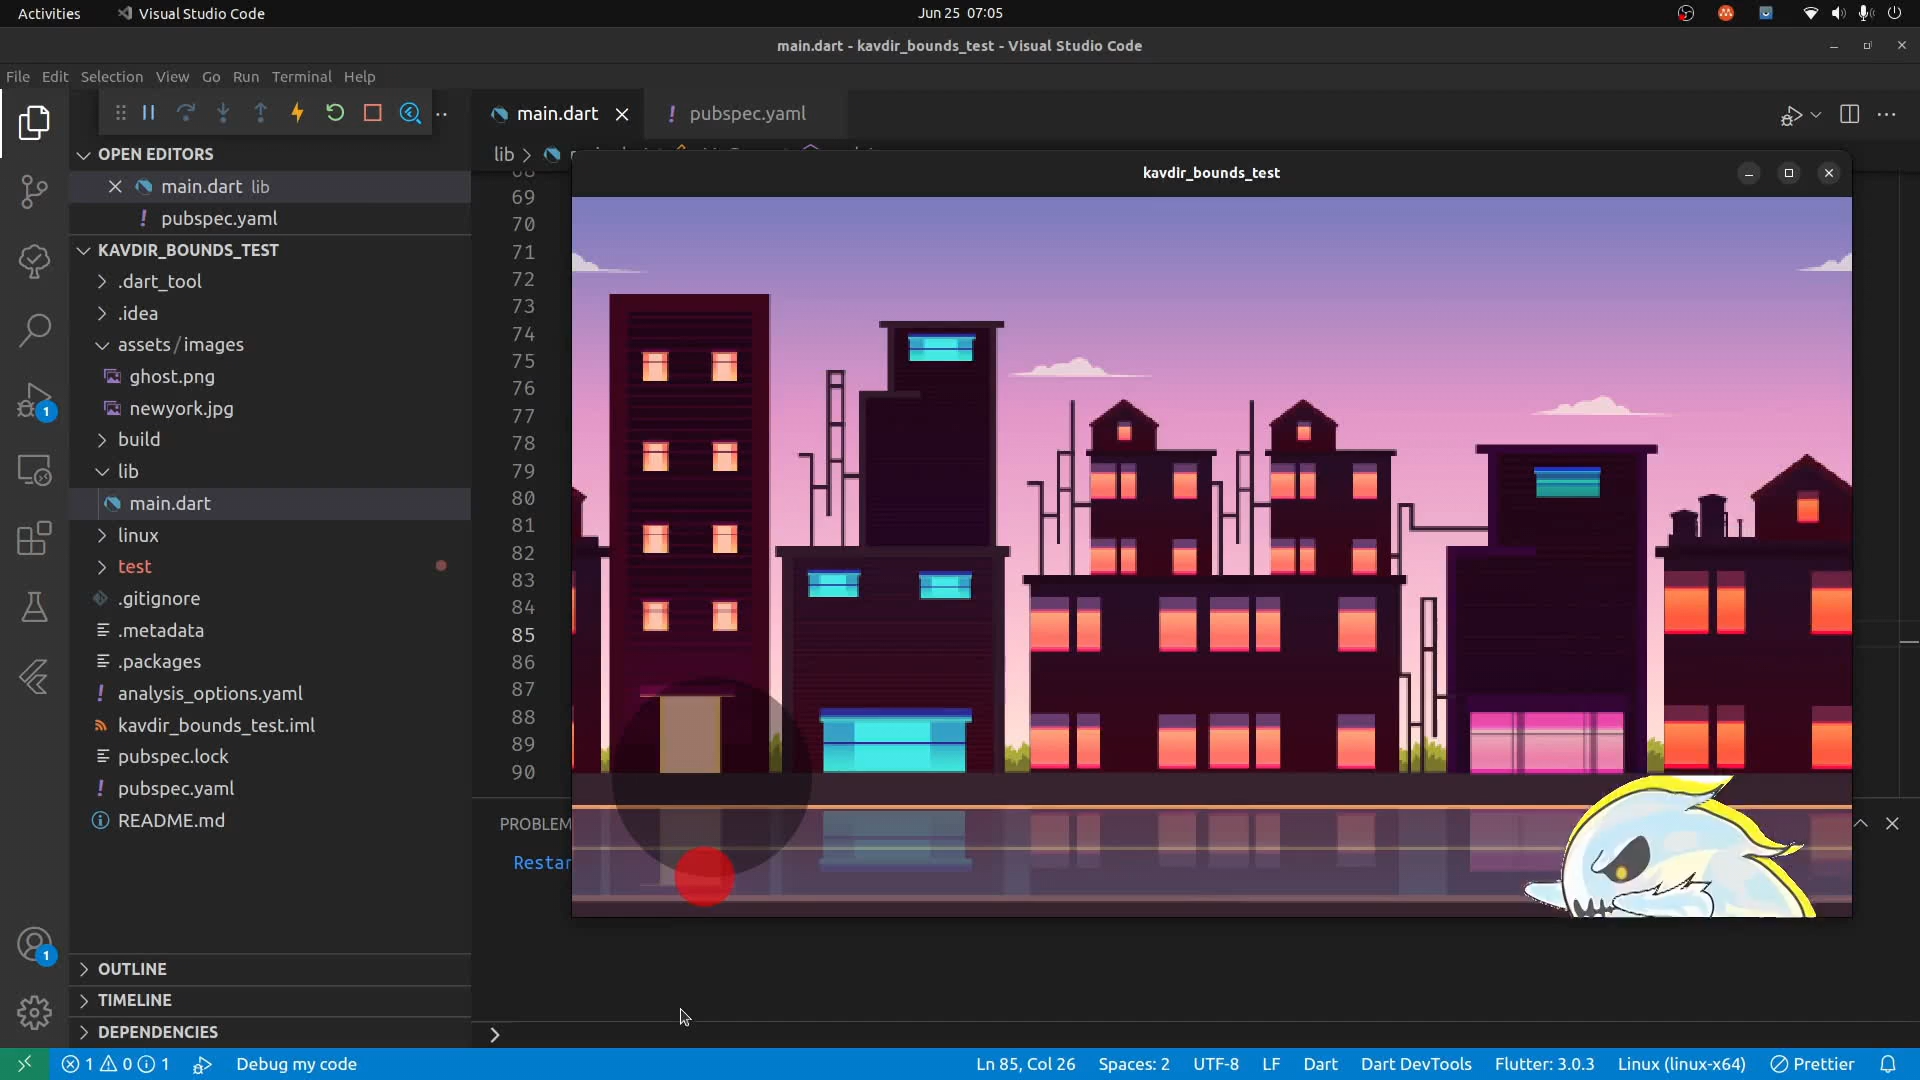 Activities Visual Studio Code Jun 25 07:05
main.dart - kavdir_bounds_test - Visual Studio Code
File Edit Selection View Go Run Terminal Help
main.dart pubspec.yaml
OPEN EDITORS
lib
main.dart lib
pubspec.yaml
KAVDIR_BOUNDS_TEST
.dart_tool
.idea
assets/images
ghost.png
newyork.jpg
build
lib
main.dart
linux
test
.gitignore
.metadata
.packages
analysis_options.yaml
kavdir_bounds_test.iml
pubspec.lock
pubspec.yaml
README.md
1
1
OUTLINE
TIMELINE
DEPENDENCIES
69
70
71
72
73
74
75
76
77
78
79
80
81
82
83
84
85
86
87
88
89
90
kavdir_bounds_test
PROBLEM
Restar
1 0 1 Debug my code Ln 85, Col 26 Spaces: 2 UTF-8 LF Dart Dart DevTools Flutter: 3.0.3 Linux (linux-x64) Prettier